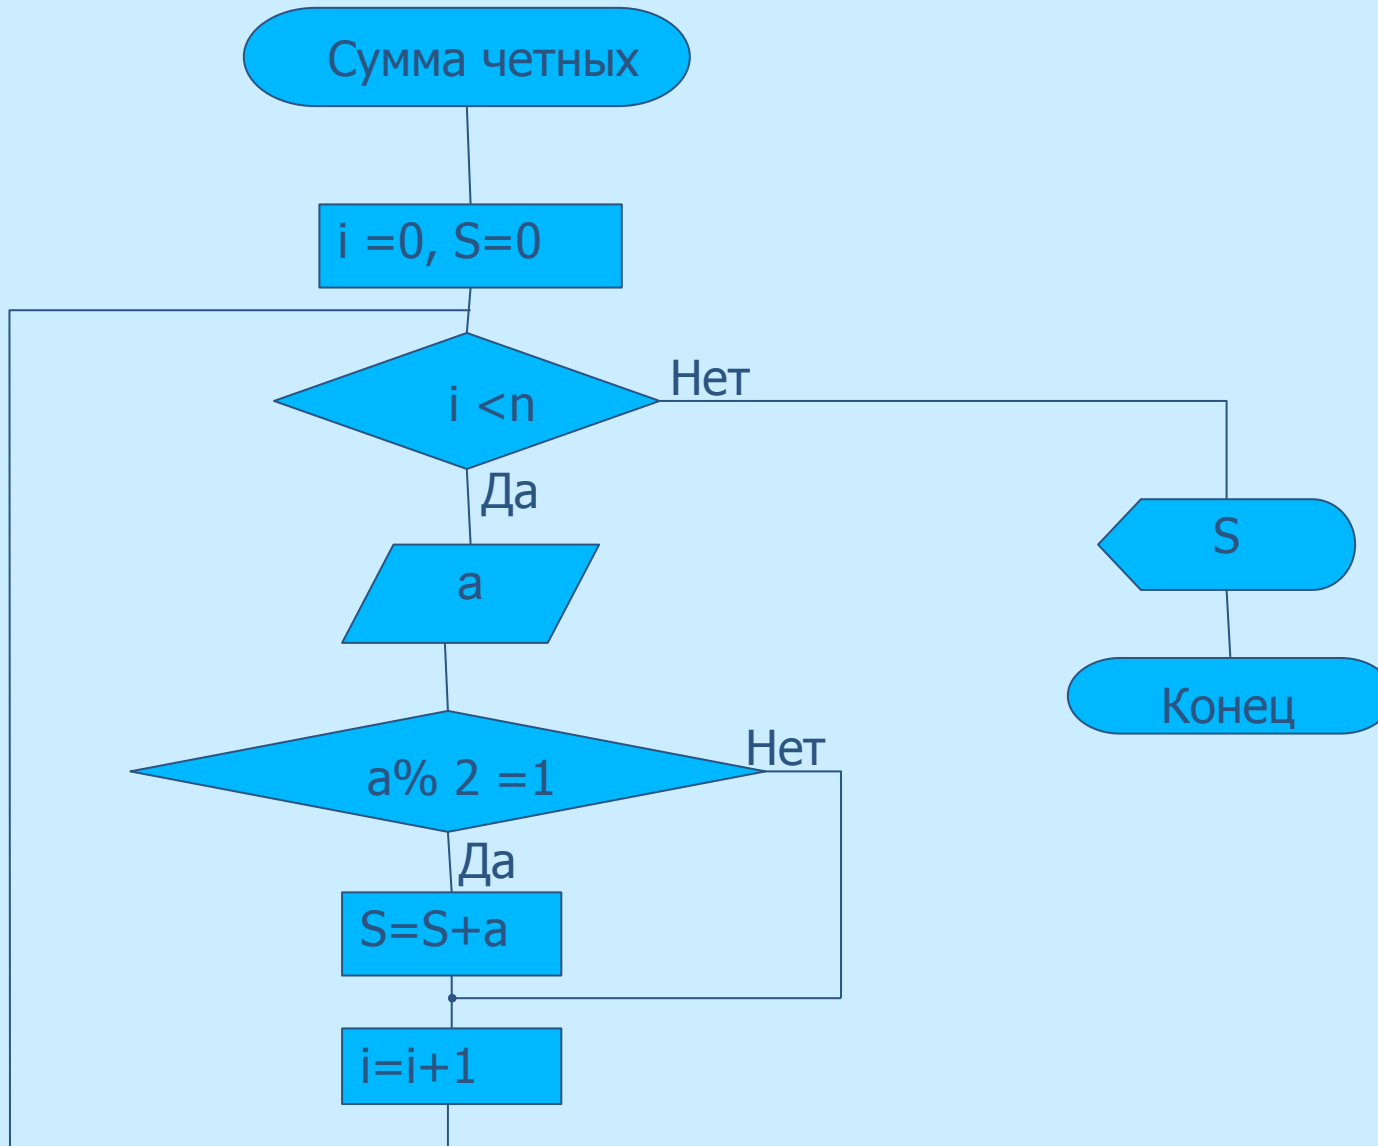 Сумма четных
i =0, S=0
i <n
Нет
Да
a
a% 2 =1
Нет
Да
S=S+a
i=i+1
S
Конец